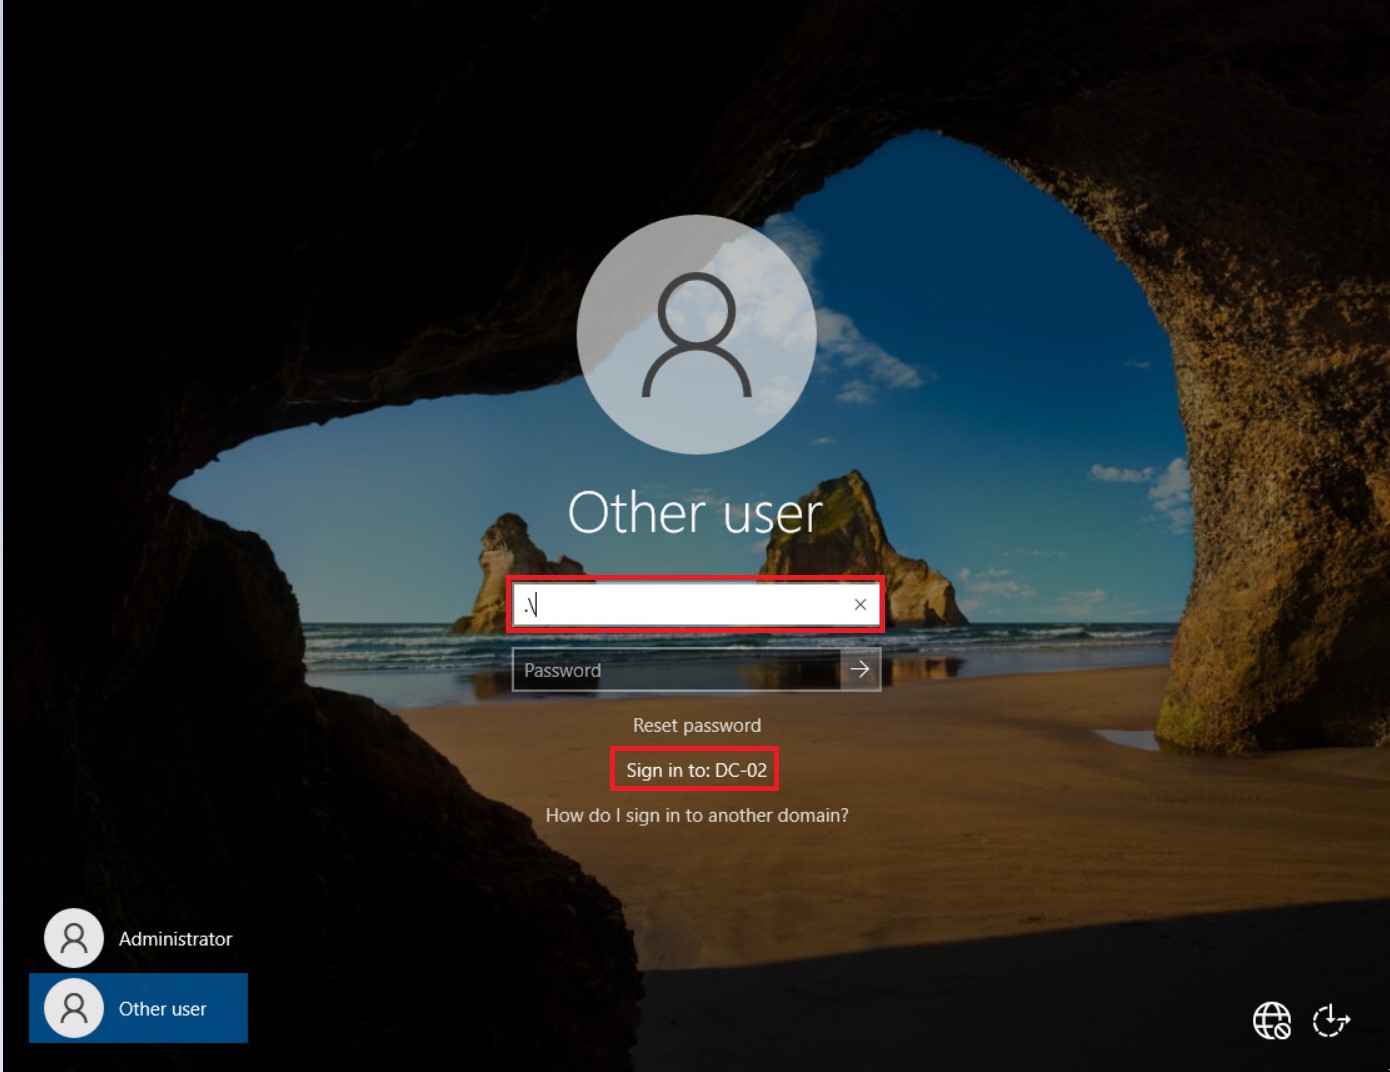 Other user
.\
Password
Reset password
Sign in to: DC-02
How do I sign in to another domain?
Administrator
Other user